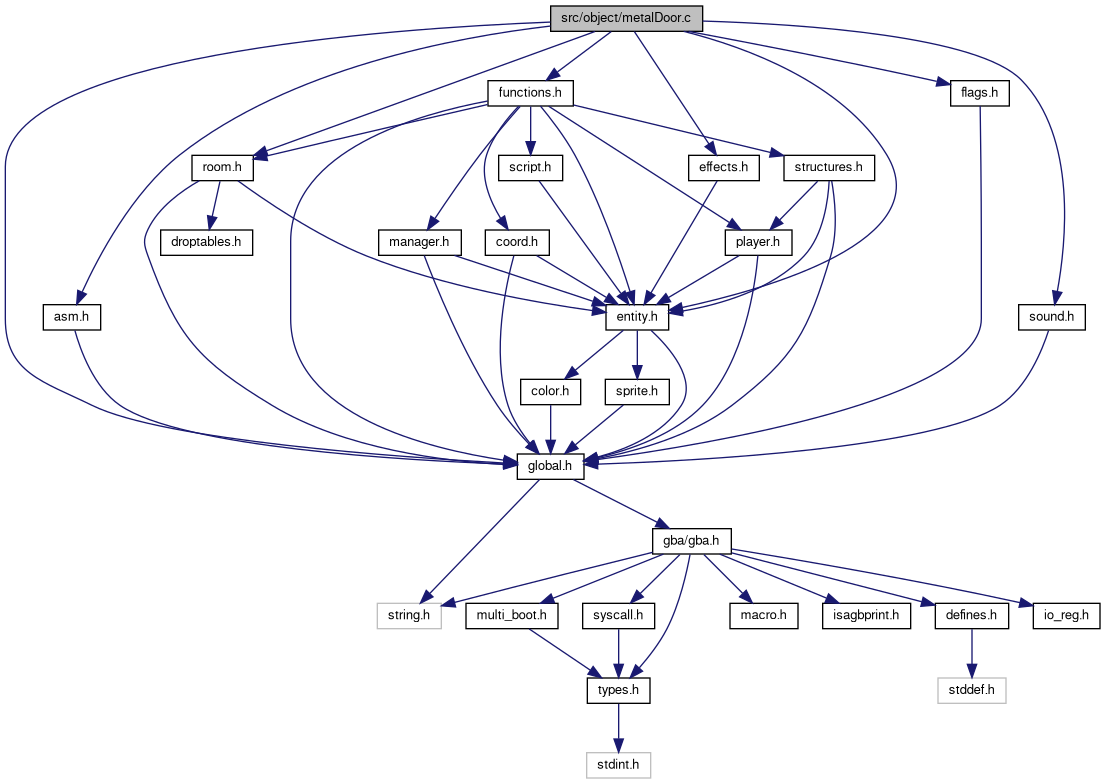 src/object/metalDoor.c
functions.h
flags.h
room.h
script.h
effects.h
structures.h
droptables.h
manager.h
coord.h
player.h
asm.h
entity.h
sound.h
color.h
sprite.h
global.h
gba/gba.h
string.h
multi_boot.h
syscall.h
macro.h
isagbprint.h
defines.h
io_reg.h
types.h
stddef.h
stdint.h